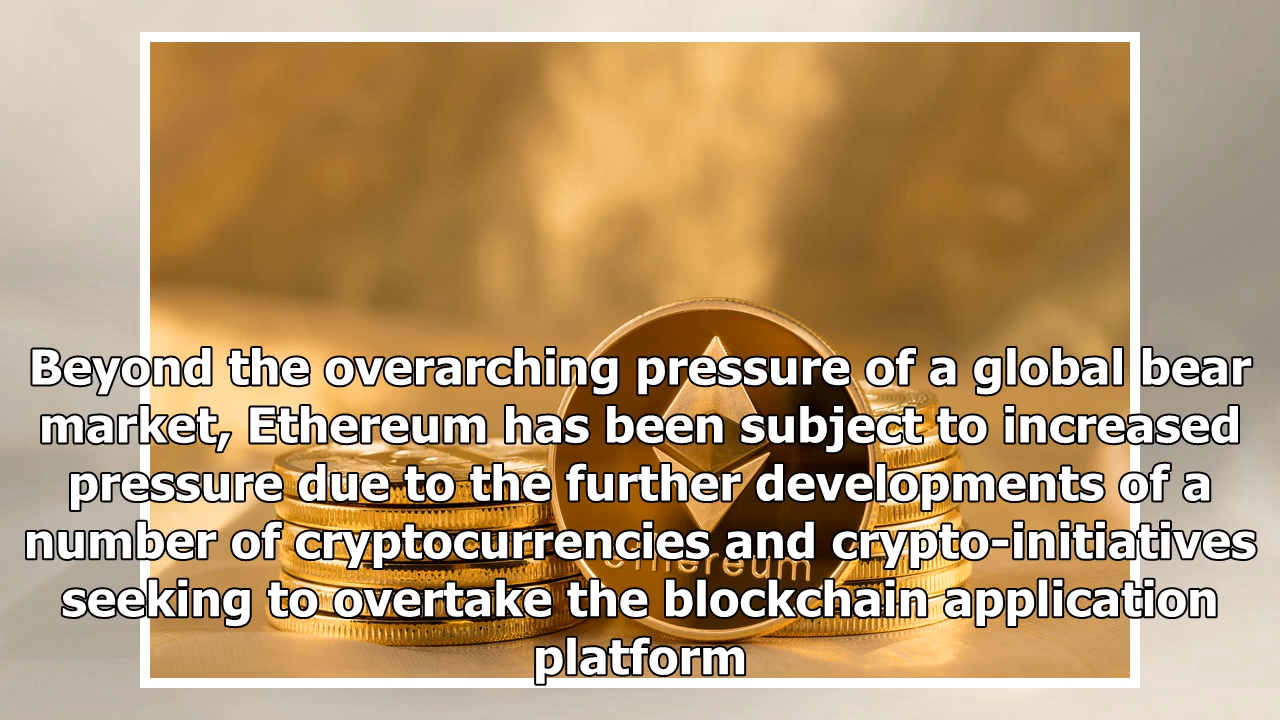 Beyond the overarching pressure of a global bear
market, Ethereum has been subject to increased
pressure due to the further developments of a
number of cryptocurrencies and crypto-initiatives
seeking to overtake the blockchain application
platform
ethereum